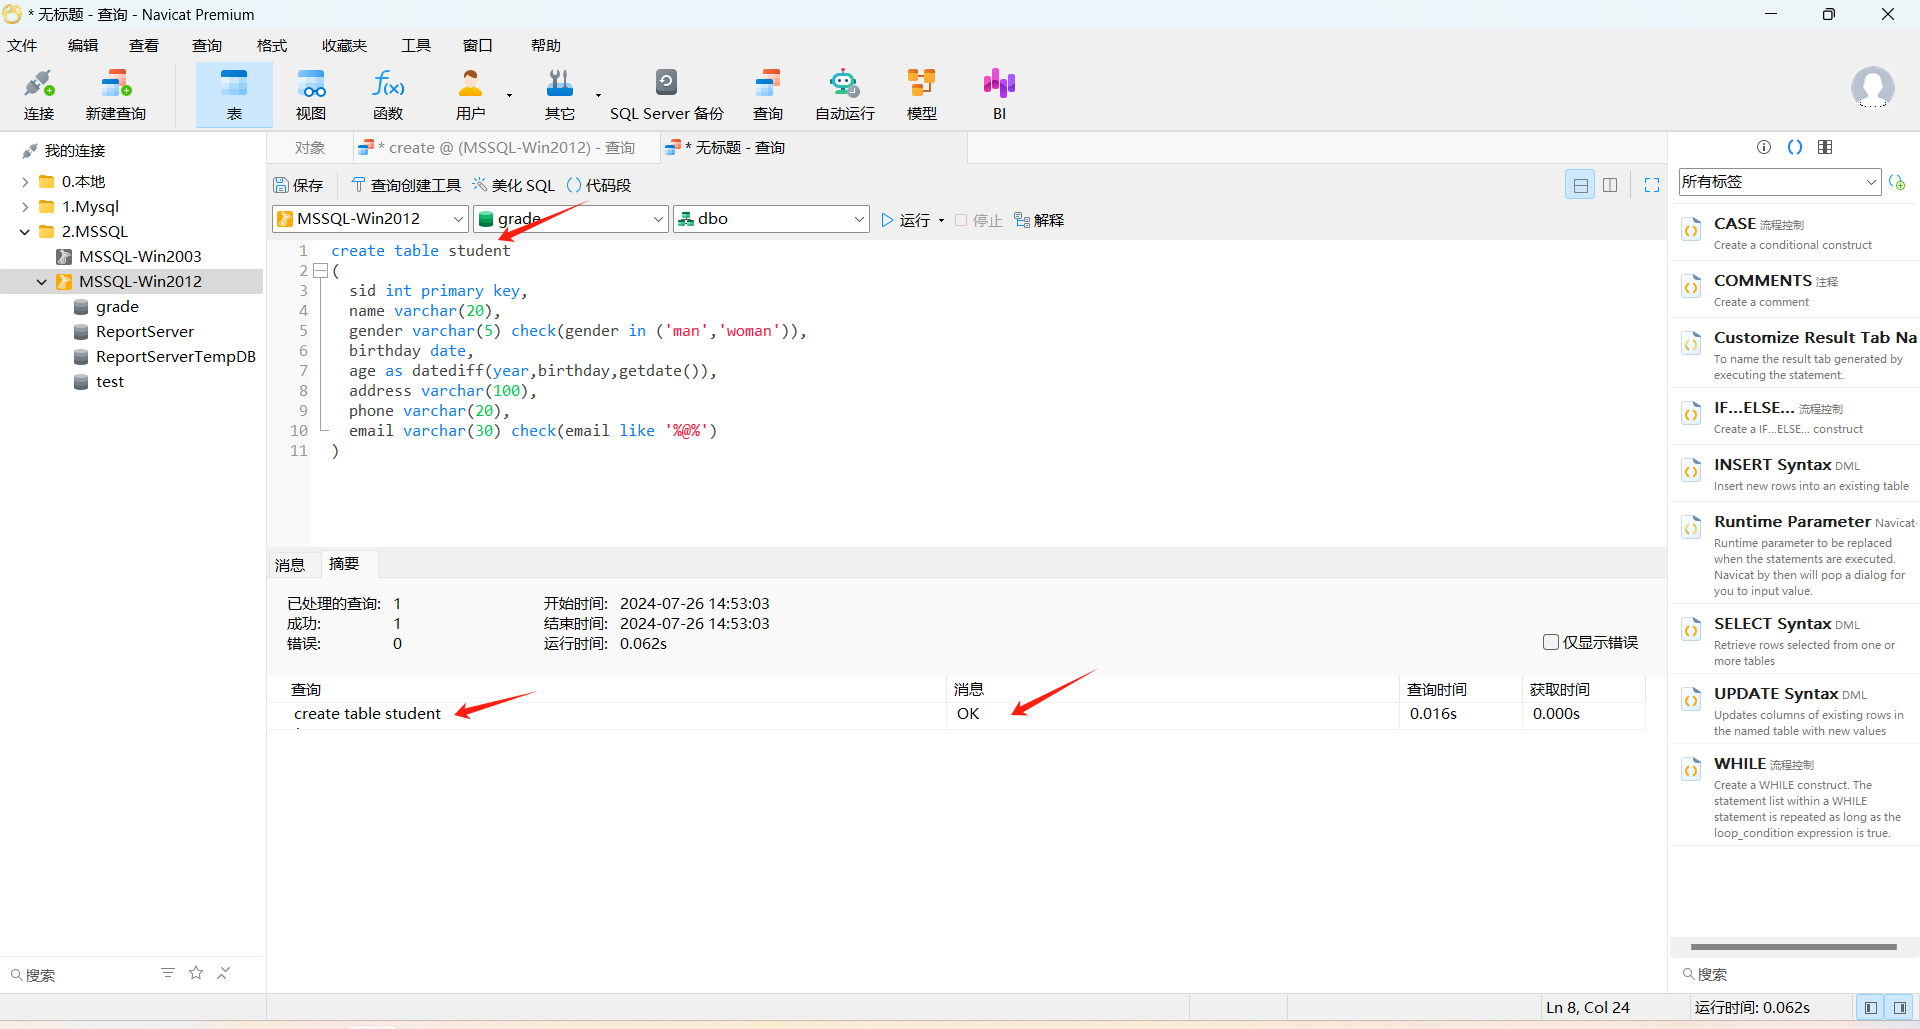 * 无标题 - 查询 - Navicat Premium
文件 编辑 查看 查询 格式 收藏夹 工具 窗口 帮助
连接 新建查询 表 视图 函数 用户 其它 SQL Server 备份 查询 自动运行 模型 BI
我的连接
0.本地
1.Mysql
2.MSSQL
MSSQL-Win2003
MSSQL-Win2012
grade
ReportServer
ReportServerTempDB
test
搜索
对象 * create @ (MSSQL-Win2012) - 查询 * 无标题 - 查询
保存 查询创建工具 美化 SQL 代码段
MSSQL-Win2012 grade dbo 运行 停止 解释
1 create table student
2 (
3 sid int primary key,
4 name varchar(20),
5 gender varchar(5) check(gender in ('man','woman')),
6 birthday date,
7 age as datediff(year,birthday,getdate()),
8 address varchar(100),
9 phone varchar(20),
10 email varchar(30) check(email like '%@%')
11 )
消息 摘要
已处理的查询: 1 开始时间: 2024-07-26 14:53:03
成功: 1 结束时间: 2024-07-26 14:53:03
错误: 0 运行时间: 0.062s
仅显示错误
查询 消息 查询时间 获取时间
create table student OK 0.016s 0.000s
所有标签
CASE 流程控制
Create a conditional construct
COMMENTS 注释
Create a comment
Customize Result Tab Na
To name the result tab generated by
executing the statement.
IF...ELSE... 流程控制
Create a IF...ELSE... construct
INSERT Syntax DML
Insert new rows into an existing table
Runtime Parameter Navicat
Runtime parameter to be replaced
when the statements are executed.
Navicat by then will pop a dialog for
you to input value.
SELECT Syntax DML
Retrieve rows selected from one or
more tables
UPDATE Syntax DML
Updates columns of existing rows in
the named table with new values
WHILE 流程控制
Create a WHILE construct. The
statement list within a WHILE
statement is repeated as long as the
loop_condition expression is true.
搜索
Ln 8, Col 24 运行时间: 0.062s